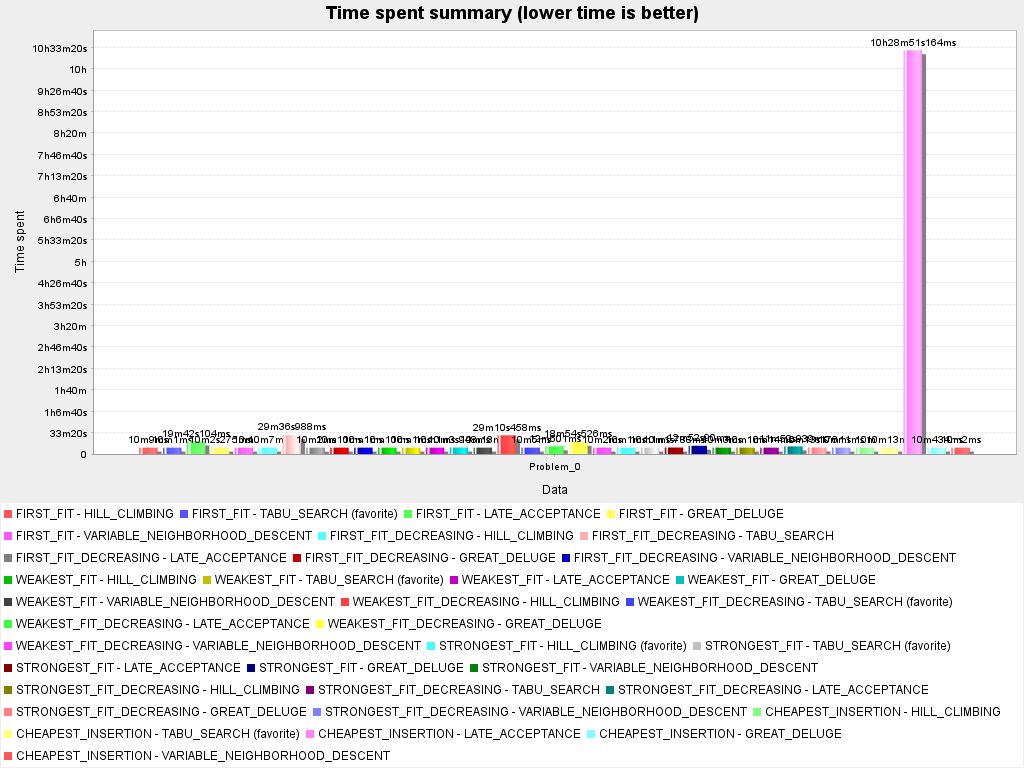 Time spent summary (lower time is better)
10h28m51s164ms
10h33m20s
10h
9h26m40s
8h53m20s
8h20m
7h46m40s
7h13m20s
6h40m
6h6m40s
5h33m20s
5h
4h26m40s
3h53m20s
3h20m
2h46m40s
2h13m20s
1h40m
1h6m40s
33m20s
0
Time spent
19m42s104ms
29m36s988ms
29m10s458ms
18m54s526ms
Problem_0
Data
FIRST_FIT - HILL_CLIMBING FIRST_FIT - TABU_SEARCH (favorite) FIRST_FIT - LATE_ACCEPTANCE FIRST_FIT - GREAT_DELUGE
FIRST_FIT - VARIABLE_NEIGHBORHOOD_DESCENT FIRST_FIT_DECREASING - HILL_CLIMBING FIRST_FIT_DECREASING - TABU_SEARCH
FIRST_FIT_DECREASING - LATE_ACCEPTANCE FIRST_FIT_DECREASING - GREAT_DELUGE FIRST_FIT_DECREASING - VARIABLE_NEIGHBORHOOD_DESCENT
WEAKEST_FIT - HILL_CLIMBING WEAKEST_FIT - TABU_SEARCH (favorite) WEAKEST_FIT - LATE_ACCEPTANCE WEAKEST_FIT - GREAT_DELUGE
WEAKEST_FIT - VARIABLE_NEIGHBORHOOD_DESCENT WEAKEST_FIT_DECREASING - HILL_CLIMBING WEAKEST_FIT_DECREASING - TABU_SEARCH (favorite)
WEAKEST_FIT_DECREASING - LATE_ACCEPTANCE WEAKEST_FIT_DECREASING - GREAT_DELUGE
WEAKEST_FIT_DECREASING - VARIABLE_NEIGHBORHOOD_DESCENT STRONGEST_FIT - HILL_CLIMBING (favorite) STRONGEST_FIT - TABU_SEARCH (favorite)
STRONGEST_FIT - LATE_ACCEPTANCE STRONGEST_FIT - GREAT_DELUGE STRONGEST_FIT - VARIABLE_NEIGHBORHOOD_DESCENT
STRONGEST_FIT_DECREASING - HILL_CLIMBING STRONGEST_FIT_DECREASING - TABU_SEARCH STRONGEST_FIT_DECREASING - LATE_ACCEPTANCE
STRONGEST_FIT_DECREASING - GREAT_DELUGE STRONGEST_FIT_DECREASING - VARIABLE_NEIGHBORHOOD_DESCENT CHEAPEST_INSERTION - HILL_CLIMBING
CHEAPEST_INSERTION - TABU_SEARCH (favorite) CHEAPEST_INSERTION - LATE_ACCEPTANCE CHEAPEST_INSERTION - GREAT_DELUGE
CHEAPEST_INSERTION - VARIABLE_NEIGHBORHOOD_DESCENT